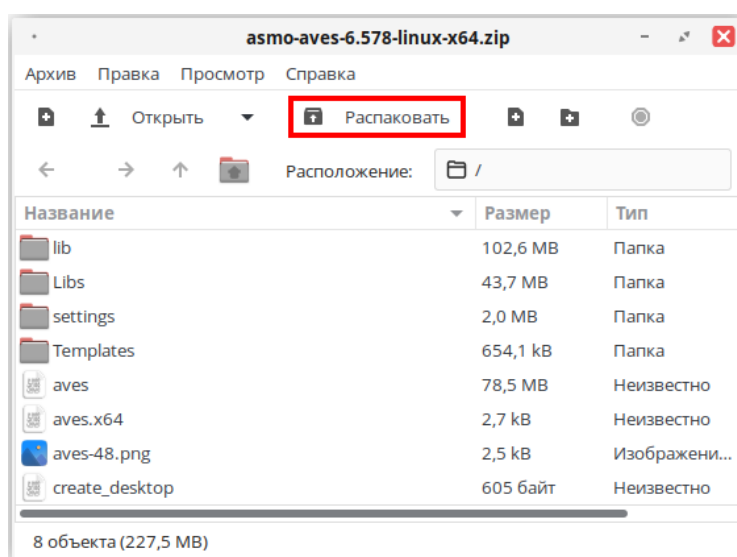 asmo-aves-6.578-linux-x64.zip
Архив Правка Просмотр Справка
Открыть Распаковать
Расположение: /
Название Размер Тип
lib 102,6 MB Папка
Libs 43,7 MB Папка
settings 2,0 MB Папка
Templates 654,1 kB Папка
aves 78,5 MB Неизвестно
aves.x64 2,7 kB Неизвестно
aves-48.png 2,5 kB Изображени...
create_desktop 605 байт Неизвестно
8 объекта (227,5 MB)